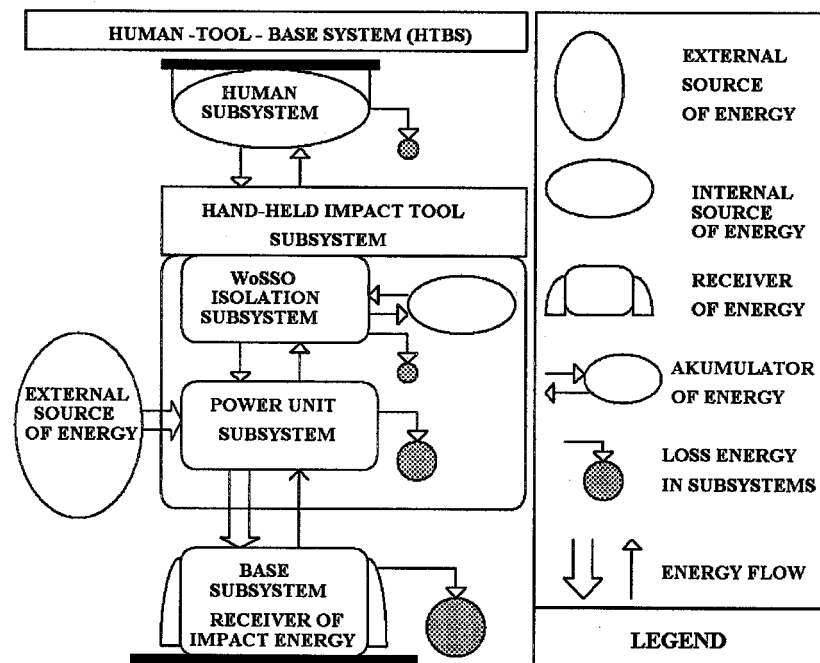 HUMAN -TOOL - BASE SYSTEM (HTBS)
HUMAN
SUBSYSTEM
HAND-HELD IMPACT TOOL
SUBSYSTEM
WoSSO
ISOLATION
SUBSYSTEM
EXTERNAL
SOURCE
OF ENERGY
POWER UNIT
SUBSYSTEM
BASE
SUBSYSTEM
RECEIVER OF
IMPACT ENERGY
EXTERNAL
SOURCE
OF ENERGY
INTERNAL
SOURCE
OF ENERGY
RECEIVER
OF ENERGY
AKUMULATOR
OF ENERGY
LOSS ENERGY
IN SUBSYSTEMS
ENERGY FLOW
LEGEND